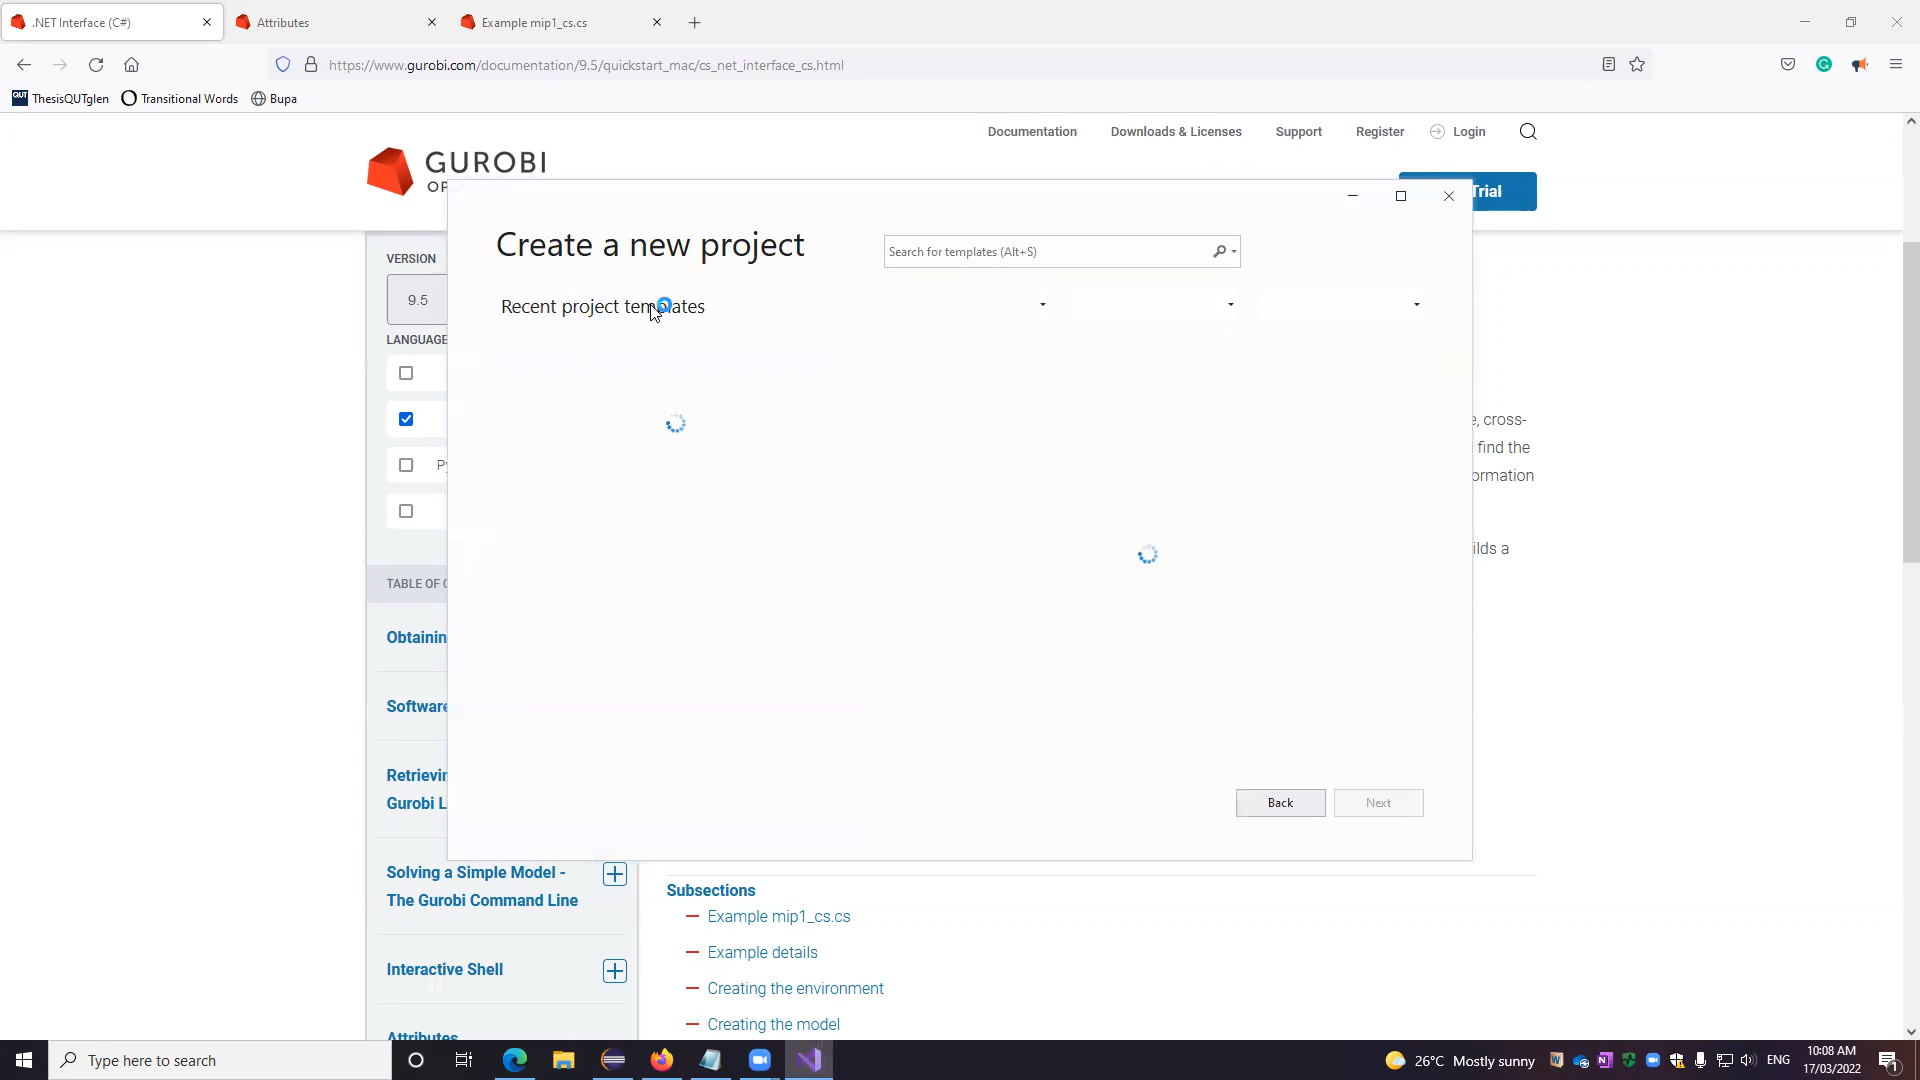 .NET Interface (C#)
Attributes
Example mip1_cs.cs
https://www.gurobi.com/documentation/9.5/quickstart_mac/cs_net_interface_cs.html
QUT ThesisQUTglen
Transitional Words
Bupa
Documentation
Downloads & Licenses
Support
Register
Login
GUROBI
OP
Trial
VERSION
9.5
LANGUAGE
Create a new project
Search for templates (Alt+S)
Recent project templates
, cross-
find the
ormation
ilds a
TABLE OF
Obtainin
Software
Retrievin
Gurobi L
Back
Next
Solving a Simple Model -
The Gurobi Command Line
Interactive Shell
Attributes
Subsections
Example mip1_cs.cs
Example details
Creating the environment
Creating the model
Type here to search
26°C Mostly sunny
ENG
10:08 AM
17/03/2022
1